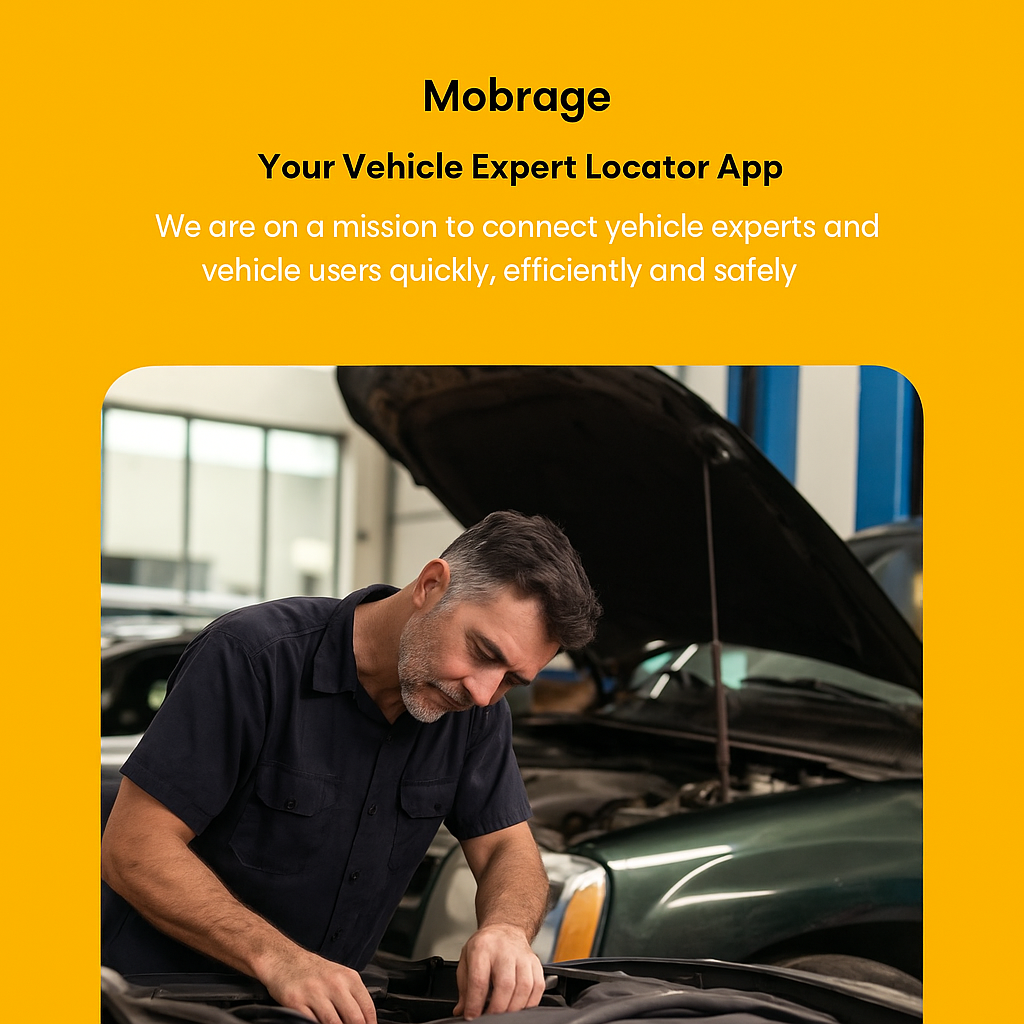 Mobrage
Your Vehicle Expert Locator App
We are on a mission to connect yehicle experts and
vehicle users quickly, efficiently and safely